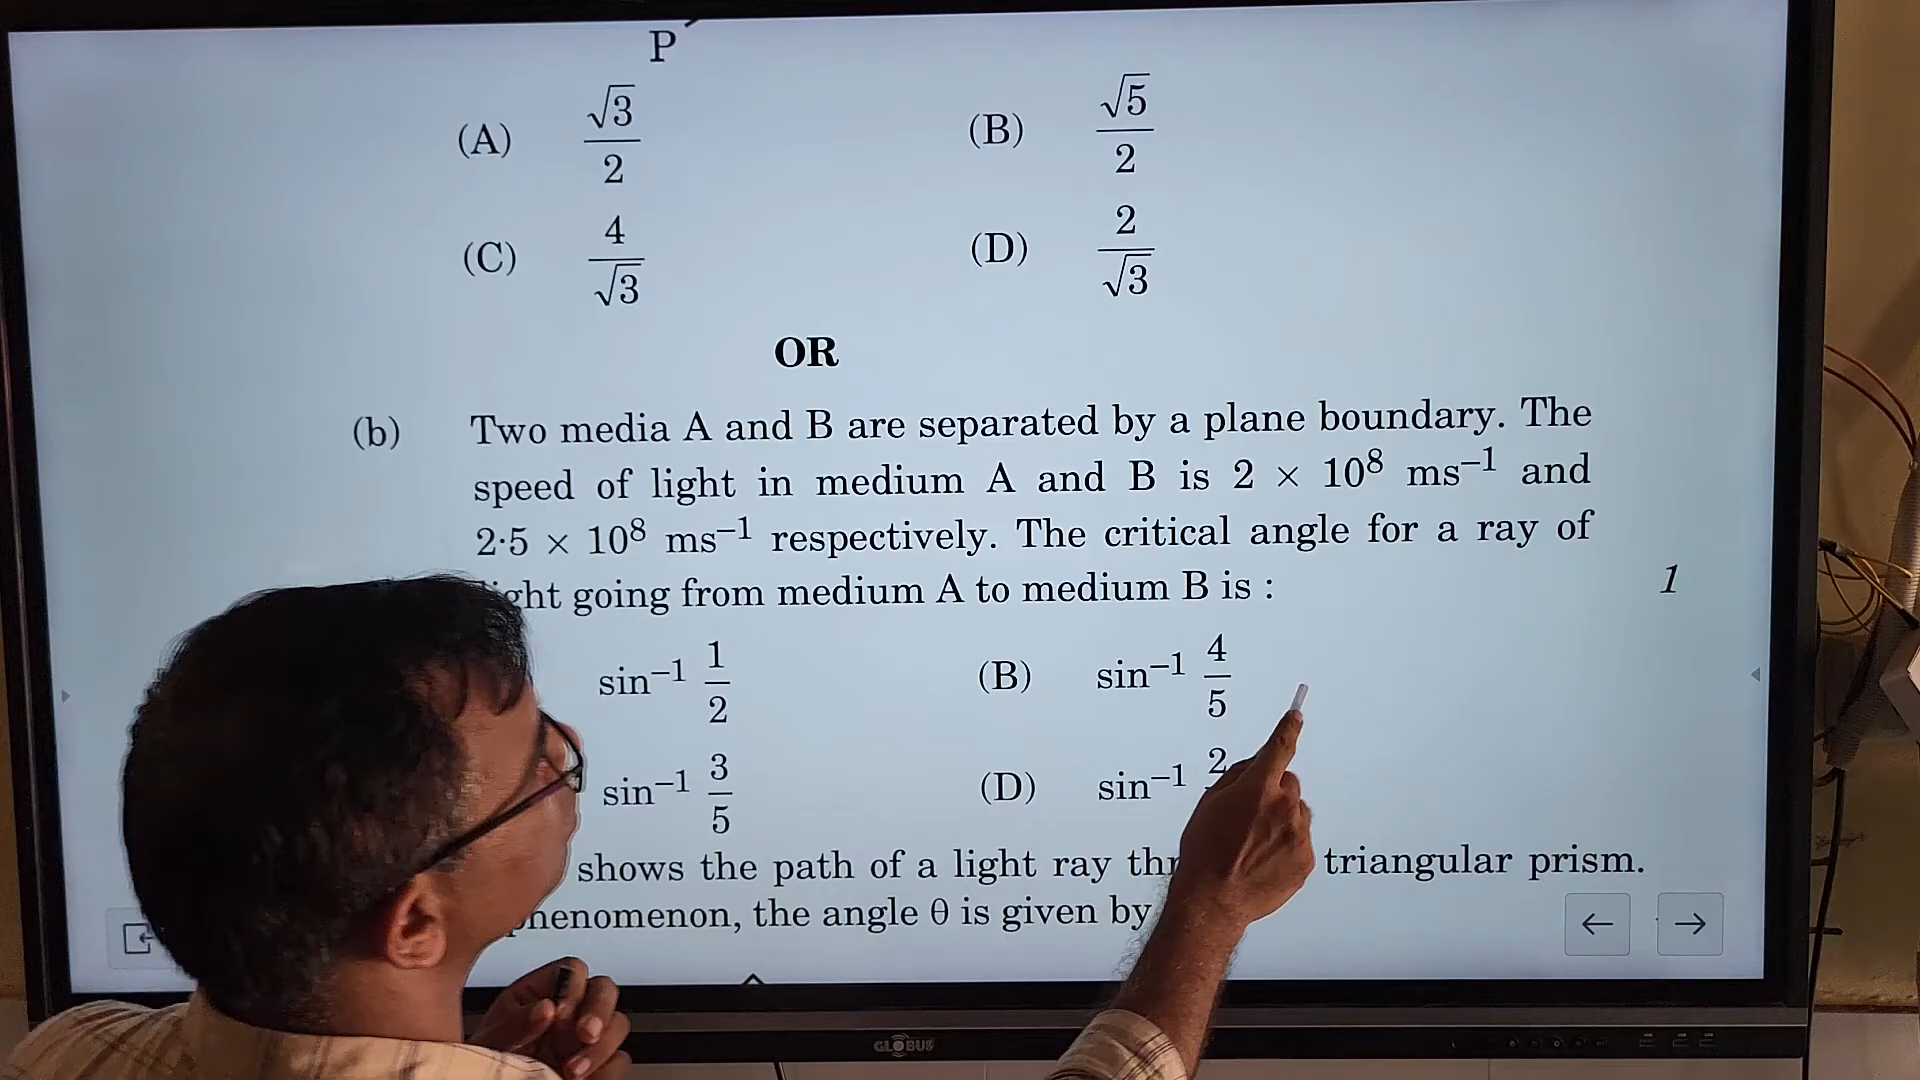 P
(A) √3/2 (B) √5/2
(C) 4/√3 (D) 2/√3
OR
(b) Two media A and B are separated by a plane boundary. The
speed of light in medium A and B is 2 × 10⁸ ms⁻¹ and
2·5 × 10⁸ ms⁻¹ respectively. The critical angle for a ray of
going from medium A to medium B is : 1
sin⁻¹ 1/2 (B) sin⁻¹ 4/5
sin⁻¹ 3/5 (D) sin⁻¹ 2
shows the path of a light ray triangular prism.
the angle θ is given by
GLOBUS